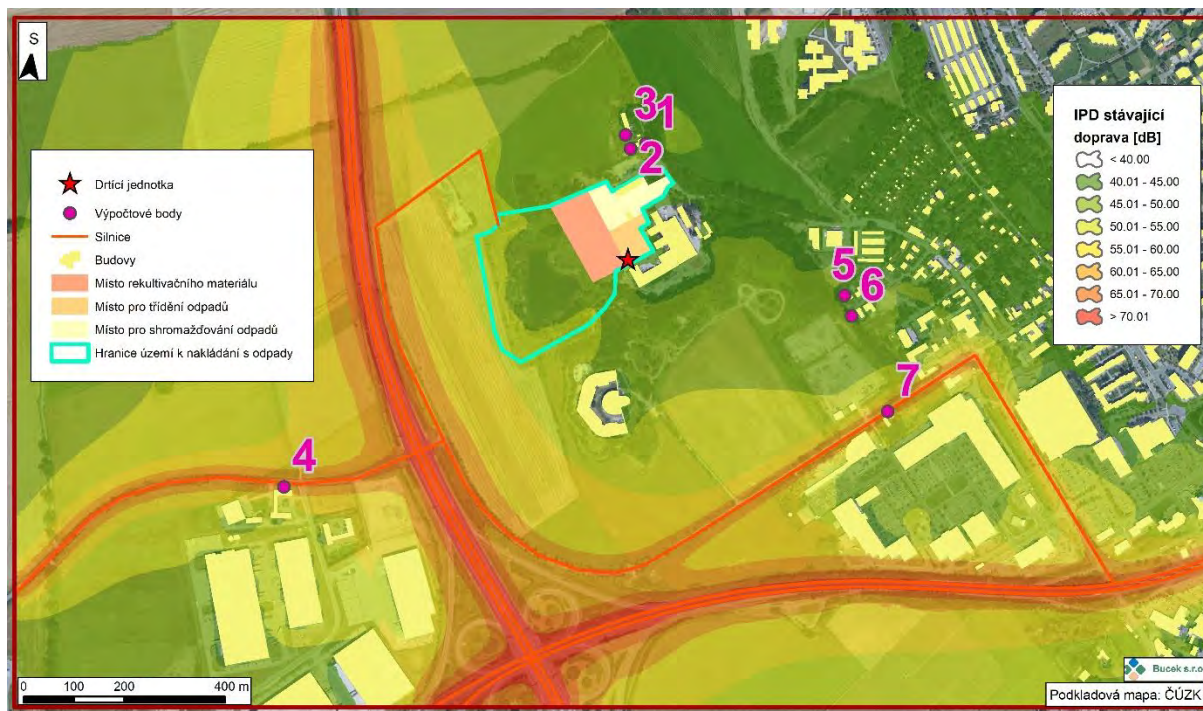 S
Drtící jednotka
Výpočtové body
Silnice
Budovy
Místo rekultivačního materiálu
Místo pro třídění odpadů
Místo pro shromažďování odpadů
Hranice území k nakládání s odpady
31
2
5
6
7
4
IPD stávající
doprava [dB]
< 40.00
40.01 - 45.00
45.01 - 50.00
50.01 - 55.00
55.01 - 60.00
60.01 - 65.00
65.01 - 70.00
> 70.01
0 100 200 400 m
Bucek s.r.o
Podkladová mapa: ČÚZK